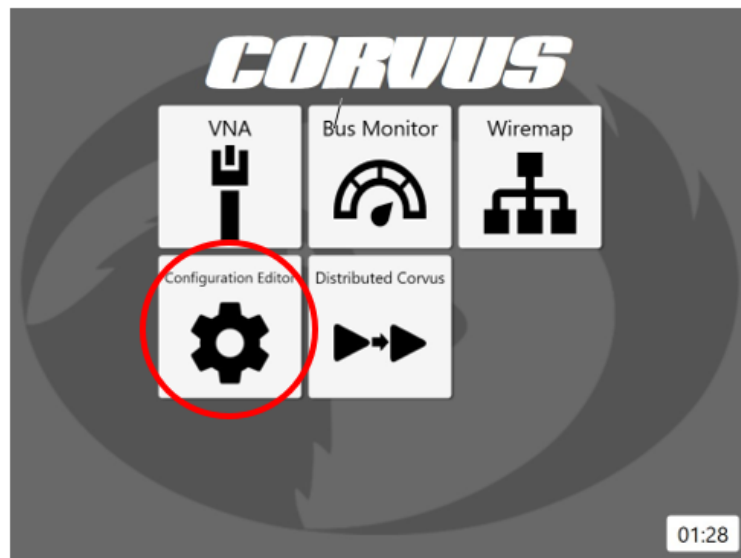 CORVUS
VNA
Bus Monitor
Wiremap
Configuration Editor
Distributed Corvus
01:28